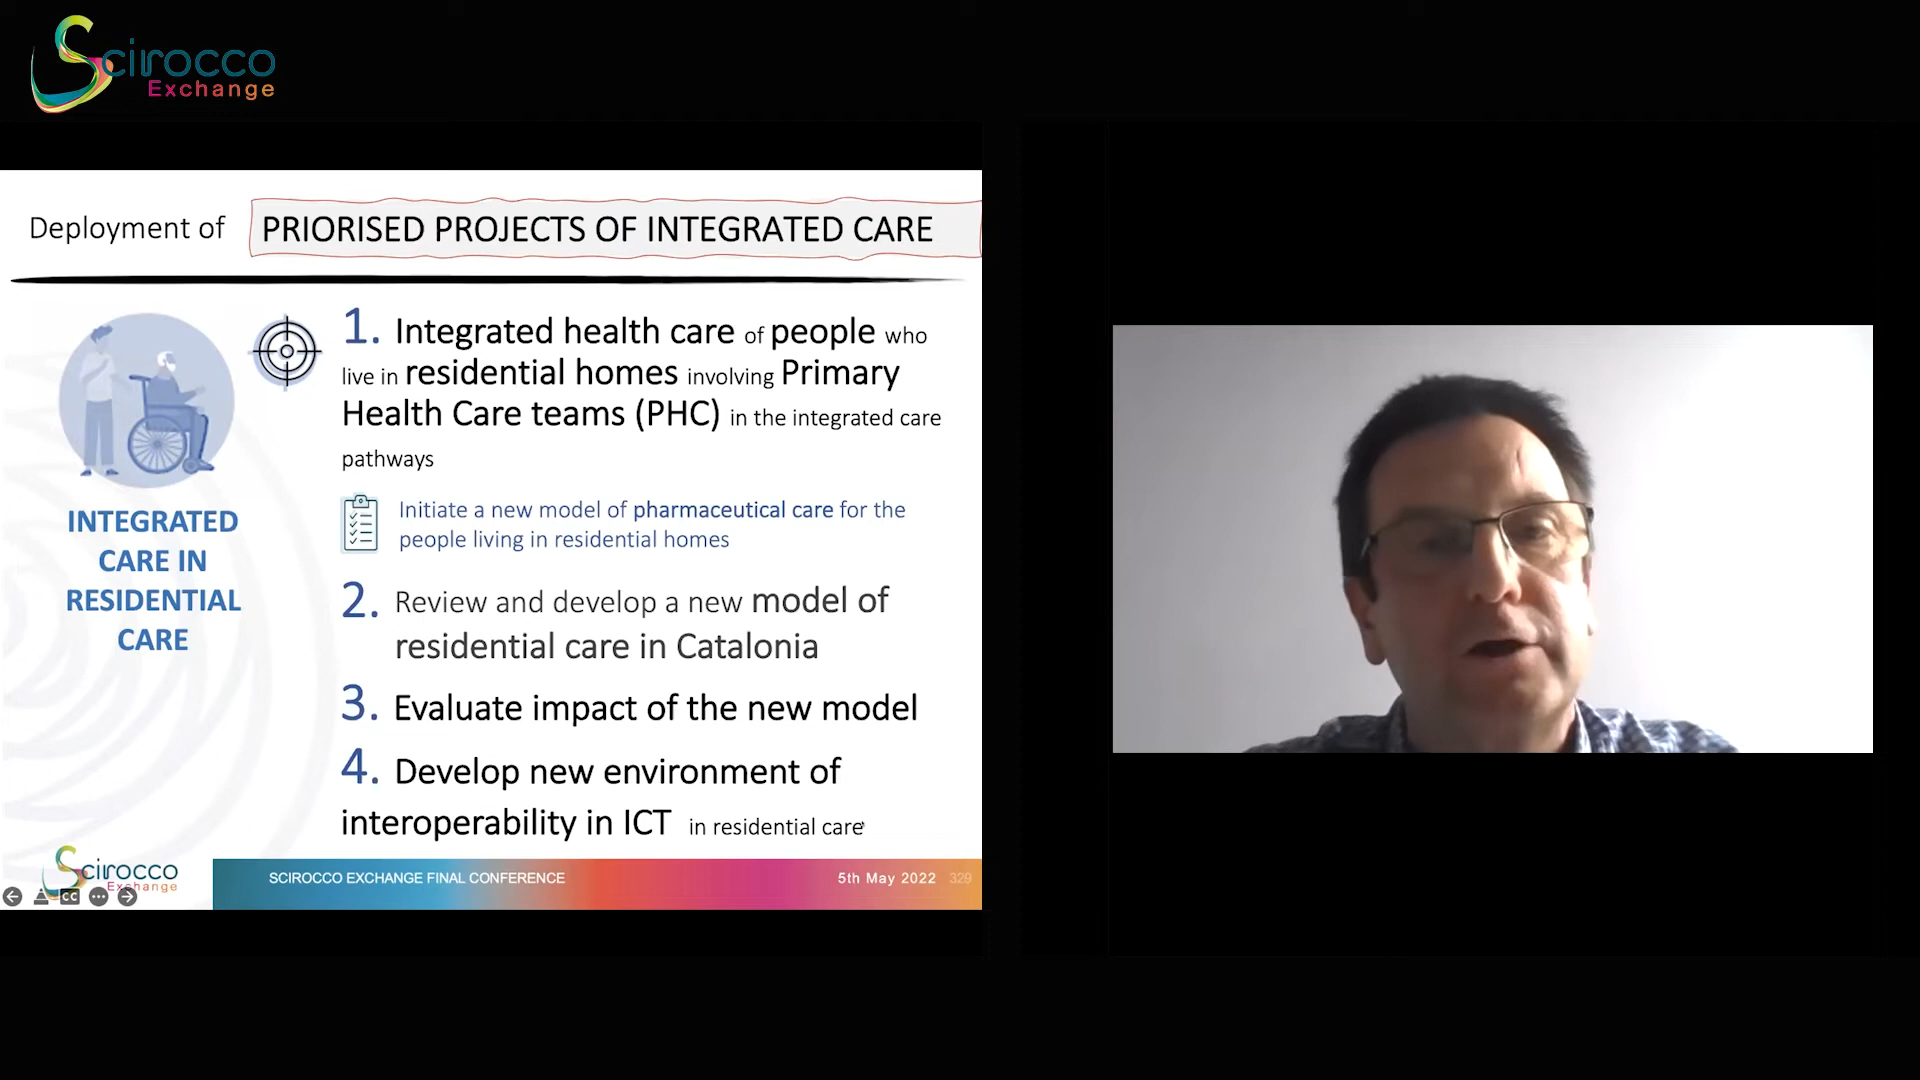 Scirocco
Exchange
Deployment of PRIORISED PROJECTS OF INTEGRATED CARE
INTEGRATED
CARE IN
RESIDENTIAL
CARE
1. Integrated health care of people who
live in residential homes involving Primary
Health Care teams (PHC) in the integrated care
pathways
Initiate a new model of pharmaceutical care for the
people living in residential homes
2. Review and develop a new model of
residential care in Catalonia
3. Evaluate impact of the new model
4. Develop new environment of
interoperability in ICT in residential care
Scirocco
Exchange
CC
SCIROCCO EXCHANGE FINAL CONFERENCE
5th May 2022 329